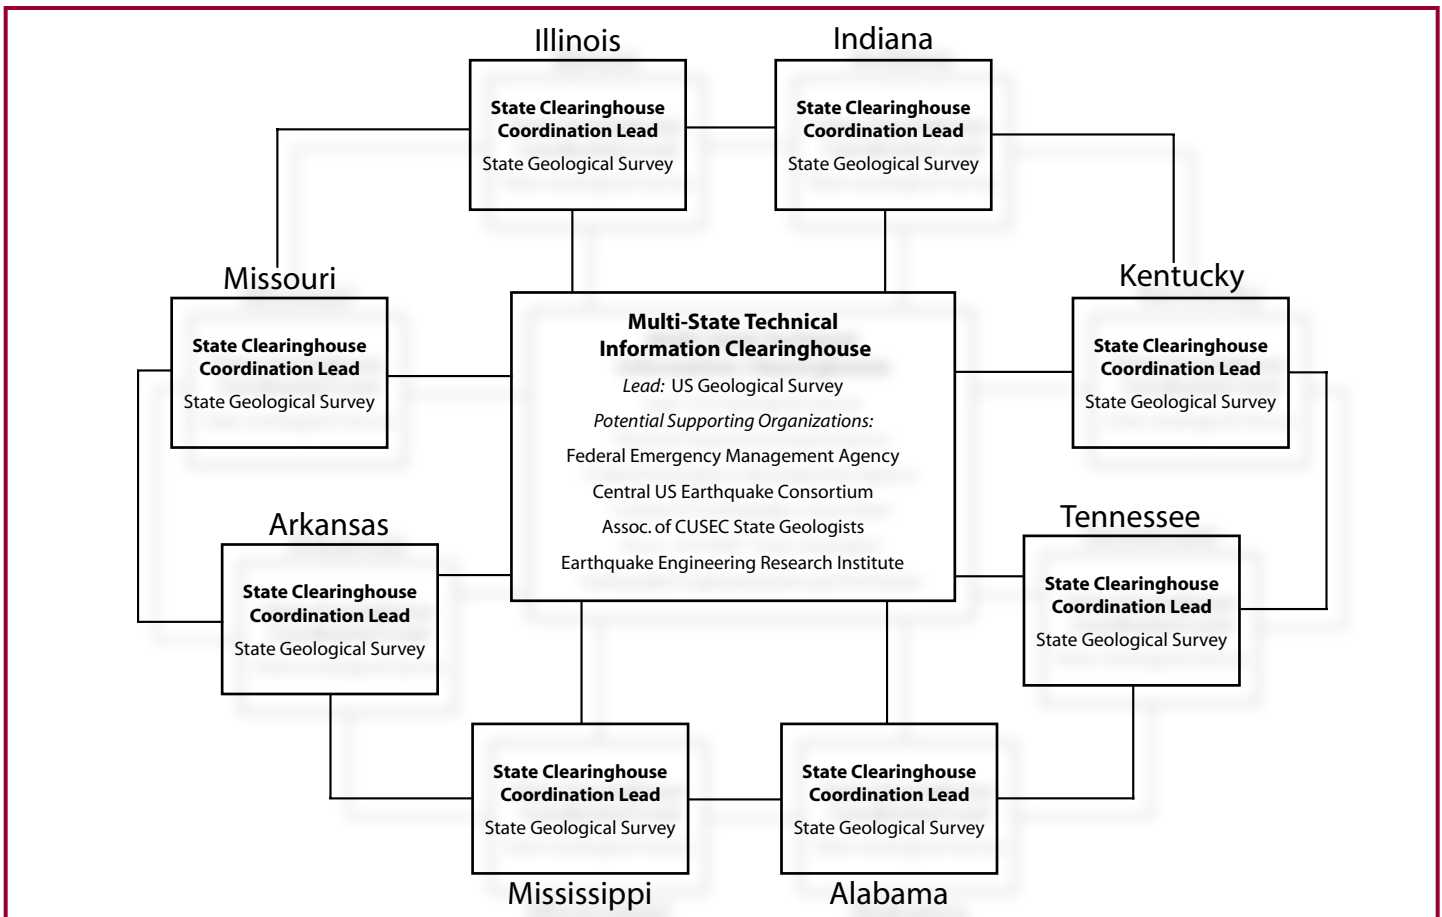 Illinois
State Clearinghouse
Coordination Lead
State Geological Survey
Indiana
State Clearinghouse
Coordination Lead
State Geological Survey
Missouri
State Clearinghouse
Coordination Lead
State Geological Survey
Multi-State Technical
Information Clearinghouse
Lead: US Geological Survey
Potential Supporting Organizations:
Federal Emergency Management Agency
Central US Earthquake Consortium
Assoc. of CUSEC State Geologists
Earthquake Engineering Research Institute
Kentucky
State Clearinghouse
Coordination Lead
State Geological Survey
Arkansas
State Clearinghouse
Coordination Lead
State Geological Survey
Tennessee
State Clearinghouse
Coordination Lead
State Geological Survey
State Clearinghouse
Coordination Lead
State Geological Survey
Mississippi
State Clearinghouse
Coordination Lead
State Geological Survey
Alabama